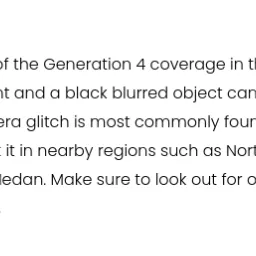 of the Generation 4 coverage in th
nt and a black blurred object can
era glitch is most commonly foun
it in nearby regions such as Nort
Medan. Make sure to look out for o